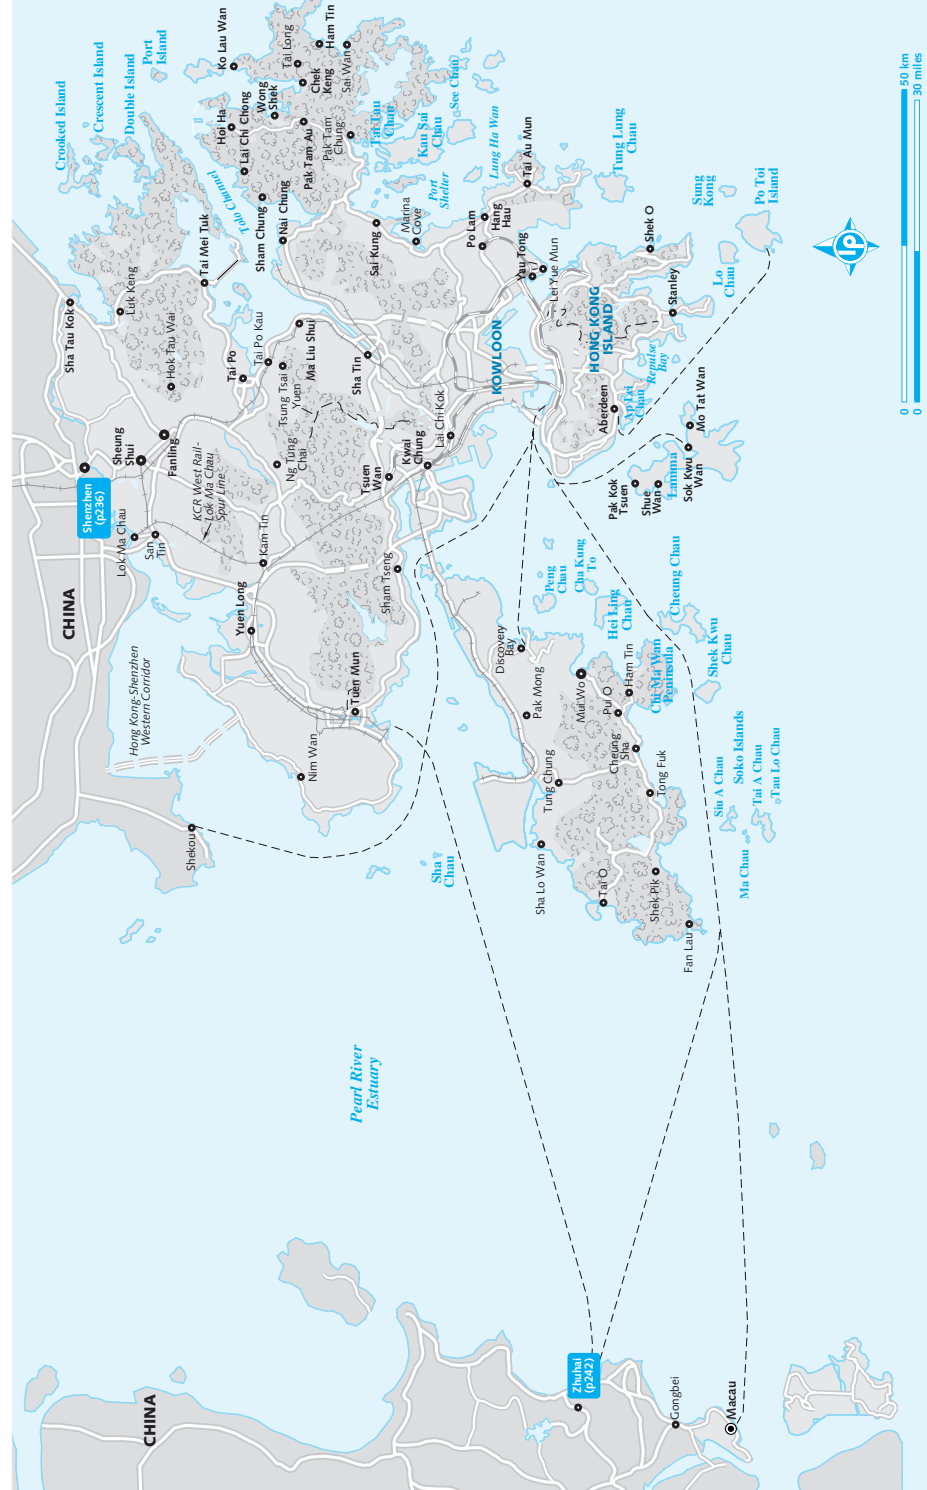 CHINA
CHINA
Crooked Island
Sha Tau Kok
Shenzhen
(p236)
Crescent Island
Lok Ma Chau
Sheung
Shui
Luk Keng
Double Island
Hong Kong-Shenzhen
Western Corridor
San
Tin
Port
Island
Fanling
Hok Tau Wai
Shekou
KCR West Rail-
Lok Ma Chau
Spur Line
Tai Mei Tuk
Tolo Channel
Ko Lau Wan
Hoi Ha
Tai Po
Yuen Long
Lai Chi Chong
Tai Po Kau
Kam Tin
Sham Chung
Wong
Shek
Nai Chung
Tai Long
Tsung Tsai
Yuen
Ng Tung
Chai
Ma Liu Shui
Pak Tam Au
Chek
Keng
Ham Tin
Nim Wan
Pak Tam
Chung
Sai Wan
Tuen Mun
Sha Tin
Pearl River
Estuary
Tsuen
Wan
Sai Kung
Tai Tau
Chau
Sham Tseng
Kwai
Chung
Marina
Cove
Kau Sai
Chau
Port
Shelter
Lai Chi Kok
Sha
Chau
See Chau
Po Lam
Lung Ha Wan
Hang
Hau
KOWLOON
Discovery
Bay
Yau Tong
Tai Au Mun
Pak Mong
Sha Lo Wan
Tung Chung
Lei Yue Mun
Peng
Chau
Zhuhai
(p242)
Mui Wo
Cha Kung
To
HONG KONG
ISLAND
Tai O
Pui O
Aberdeen
Cheung
Sha
Hei Ling
Chau
Pak Kok
Tsuen
Tung Lung
Chau
Ham Tin
Ap Lei
Chau
Shek O
Shek Pik
Tong Fuk
Shue
Wan
Repulse
Bay
Chi Ma Wan
Peninsula
Lamma
Stanley
Gongbei
Cheung Chau
Fan Lau
Sok Kwu
Wan
Mo Tat Wan
Sung
Kong
Shek Kwu
Chau
Siu A Chau
Lo
Chau
Macau
Soko Islands
Ma Chau
Tai A Chau
Po Toi
Island
Tau Lo Chau
lp
0
50 km
0
30 miles